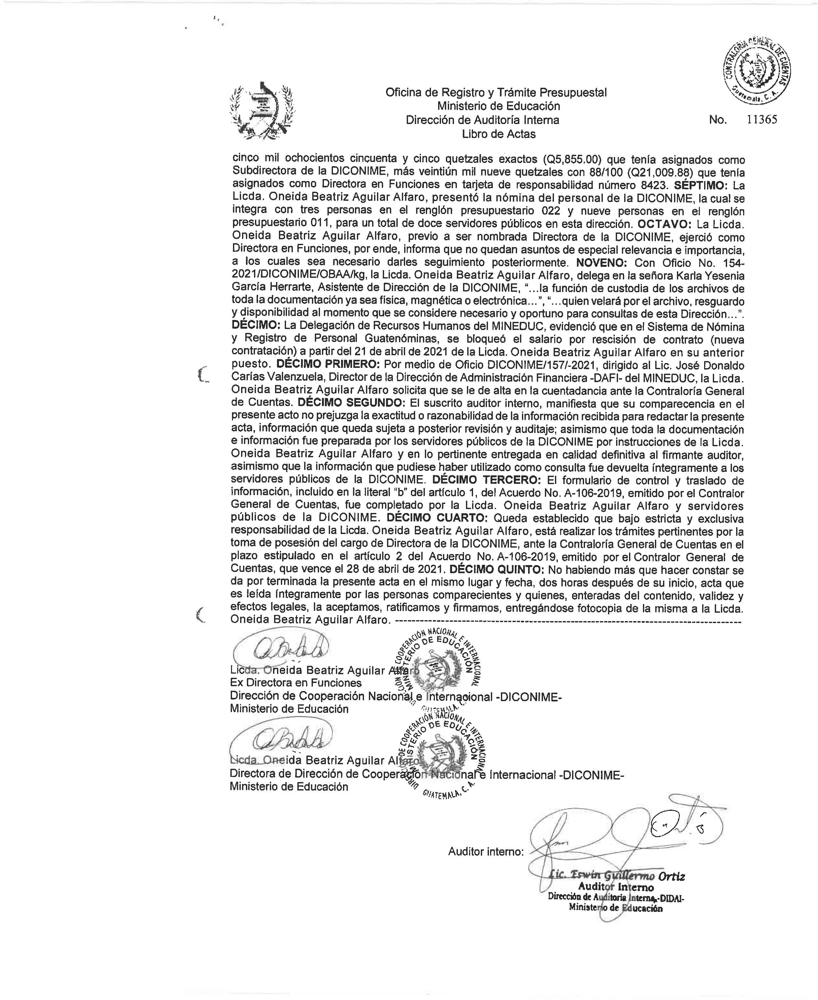 CONTRALORÍA GENERAL DE CUENTAS
Guatemala, C. A.
Oficina de Registro y Trámite Presupuestal
Ministerio de Educación
Dirección de Auditoría Interna
No. 11365
Libro de Actas
cinco mil ochocientos cincuenta y cinco quetzales exactos (Q5,855.00) que tenía asignados como
Subdirectora de la DICONIME, más veintiún mil nueve quetzales con 88/100 (Q21,009.88) que tenía
asignados como Directora en Funciones en tarjeta de responsabilidad número 8423. SÉPTIMO: La
Licda. Oneida Beatriz Aguilar Alfaro, presentó la nómina del personal de la DICONIME, la cual se
integra con tres personas en el renglón presupuestario 022 y nueve personas en el renglón
presupuestario 011, para un total de doce servidores públicos en esta dirección. OCTAVO: La Licda.
Oneida Beatriz Aguilar Alfaro, previo a ser nombrada Directora de la DICONIME, ejerció como
Directora en Funciones, por ende, informa que no quedan asuntos de especial relevancia e importancia,
a los cuales sea necesario darles seguimiento posteriormente. NOVENO: Con Oficio No. 154-
2021/DICONIME/OBAA/kg, la Licda. Oneida Beatriz Aguilar Alfaro, delega en la señora Karla Yesenia
García Herrarte, Asistente de Dirección de la DICONIME, “...la función de custodia de los archivos de
toda la documentación ya sea física, magnética o electrónica...”, “...quien velará por el archivo, resguardo
y disponibilidad al momento que se considere necesario y oportuno para consultas de esta Dirección...”.
DÉCIMO: La Delegación de Recursos Humanos del MINEDUC, evidenció que en el Sistema de Nómina
y Registro de Personal Guatenóminas, se bloqueó el salario por rescisión de contrato (nueva
contratación) a partir del 21 de abril de 2021 de la Licda. Oneida Beatriz Aguilar Alfaro en su anterior
puesto. DÉCIMO PRIMERO: Por medio de Oficio DICONIME/157/-2021, dirigido al Lic. José Donaldo
Carías Valenzuela, Director de la Dirección de Administración Financiera -DAFI- del MINEDUC, la Licda.
Oneida Beatriz Aguilar Alfaro solicita que se le de alta en la cuentadancia ante la Contraloría General
de Cuentas. DÉCIMO SEGUNDO: El suscrito auditor interno, manifiesta que su comparecencia en el
presente acto no prejuzga la exactitud o razonabilidad de la información recibida para redactar la presente
acta, información que queda sujeta a posterior revisión y auditaje; asimismo que toda la documentación
e información fue preparada por los servidores públicos de la DICONIME por instrucciones de la Licda.
Oneida Beatriz Aguilar Alfaro y en lo pertinente entregada en calidad definitiva al firmante auditor,
asimismo que la información que pudiese haber utilizado como consulta fue devuelta íntegramente a los
servidores públicos de la DICONIME. DÉCIMO TERCERO: El formulario de control y traslado de
información, incluido en la literal “b” del artículo 1, del Acuerdo No. A-106-2019, emitido por el Contralor
General de Cuentas, fue completado por la Licda. Oneida Beatriz Aguilar Alfaro y servidores
públicos de la DICONIME. DÉCIMO CUARTO: Queda establecido que bajo estricta y exclusiva
responsabilidad de la Licda. Oneida Beatriz Aguilar Alfaro, está realizar los trámites pertinentes por la
toma de posesión del cargo de Directora de la DICONIME, ante la Contraloría General de Cuentas en el
plazo estipulado en el artículo 2 del Acuerdo No. A-106-2019, emitido por el Contralor General de
Cuentas, que vence el 28 de abril de 2021. DÉCIMO QUINTO: No habiendo más que hacer constar se
da por terminada la presente acta en el mismo lugar y fecha, dos horas después de su inicio, acta que
es leída íntegramente por las personas comparecientes y quienes, enteradas del contenido, validez y
efectos legales, la aceptamos, ratificamos y firmamos, entregándose fotocopia de la misma a la Licda.
Oneida Beatriz Aguilar Alfaro. ---
Licda. Oneida Beatriz Aguilar Alfaro
Ex Directora en Funciones
Dirección de Cooperación Nacional e Internacional -DICONIME-
Ministerio de Educación
DE COOPERACIÓN NACIONAL E INTERNACIONAL
MINISTERIO DE EDUCACIÓN
GUATEMALA, C.
Licda. Oneida Beatriz Aguilar Alfaro
Directora de Dirección de Cooperación Nacional e Internacional -DICONIME-
Ministerio de Educación
DE COOPERACIÓN NACIONAL E INTERNACIONAL
MINISTERIO DE EDUCACIÓN
GUATEMALA, C. A.
Auditor interno:
Lic. Eswin Guillermo Ortiz
Auditor Interno
Dirección de Auditoria Interna,-DIDAI-
Ministerio de Educación